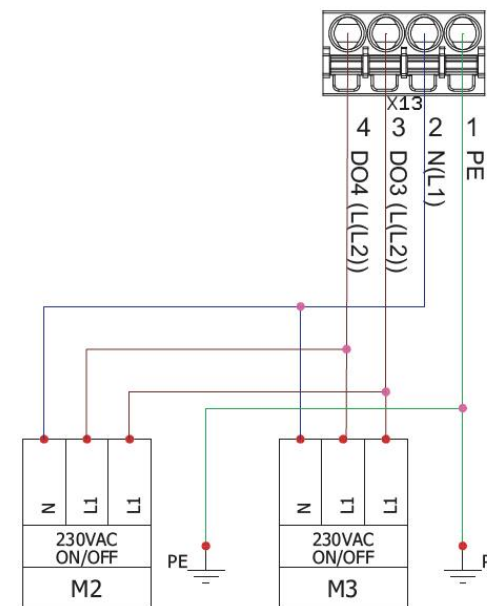 X13
4 3 2 1
DO4 (L(L2))
DO3 (L(L2))
N(L1)
PE
N L1 L1
230VAC
ON/OFF
M2
PE
N L1 L1
230VAC
ON/OFF
M3